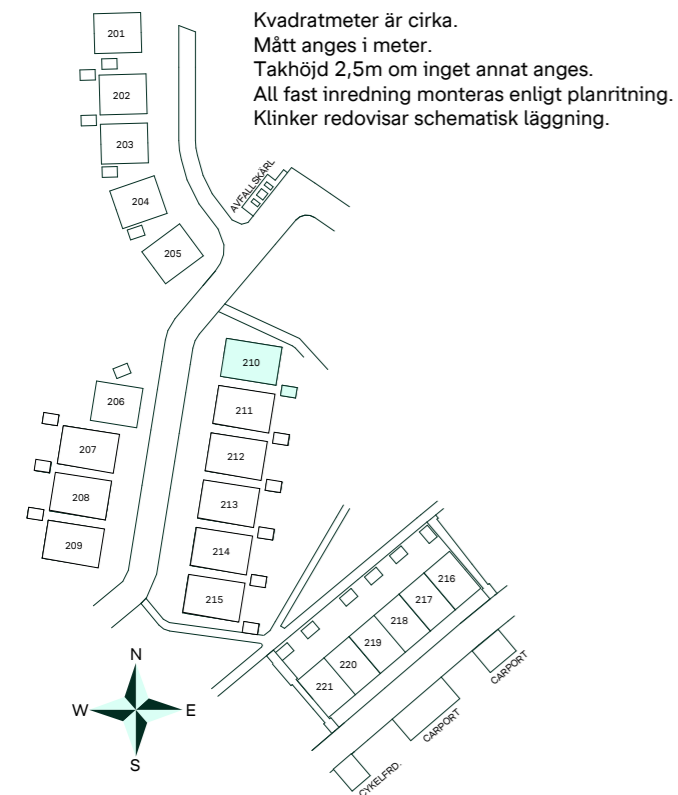 Kvadratmeter är cirka.
Mått anges i meter.
Takhöjd 2,5m om inget annat anges.
All fast inredning monteras enligt planritning.
Klinker redovisar schematisk läggning.
201
202
203
204
205
AVFALLSKÄRL
210
206
211
207
212
208
213
209
214
215
216
217
218
219
220
221
CARPORT
CARPORT
CYKELFRD.
N
W
E
S